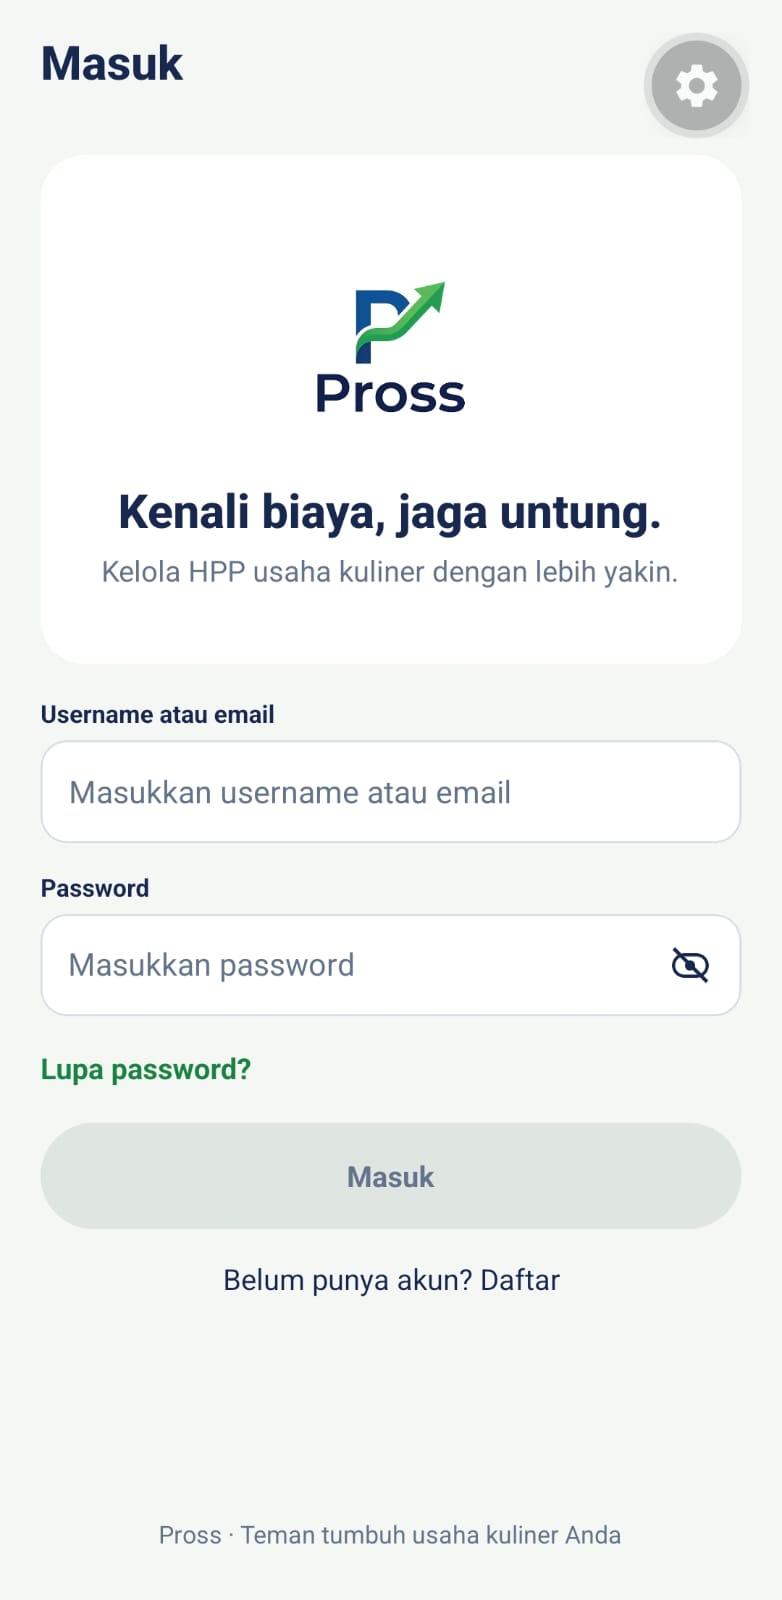 Masuk
Pross
Kenali biaya, jaga untung.
Kelola HPP usaha kuliner dengan lebih yakin.
Username atau email
Masukkan username atau email
Password
Masukkan password
Lupa password?
Masuk
Belum punya akun? Daftar
Pross · Teman tumbuh usaha kuliner Anda